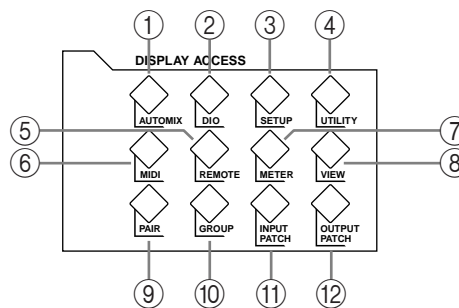 ① ② ③ ④
DISPLAY ACCESS
AUTOMIX DIO SETUP UTILITY
⑤ ⑦
MIDI REMOTE METER VIEW
⑥ ⑧
PAIR GROUP INPUT PATCH OUTPUT PATCH
⑨ ⑩ ⑪ ⑫